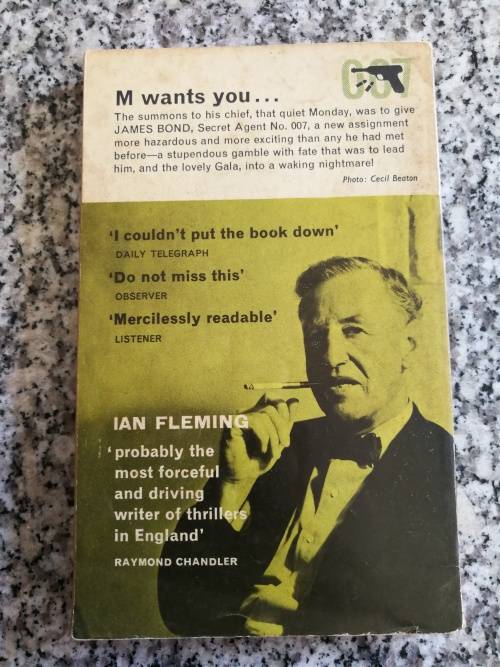 007
M wants you...
The summons to his chief, that quiet Monday, was to give
JAMES BOND, Secret Agent No. 007, a new assignment
more hazardous and more exciting than any he had met
before—a stupendous gamble with fate that was to lead
him, and the lovely Gala, into a waking nightmare!
Photo: Cecil Beaton
‘I couldn’t put the book down’
DAILY TELEGRAPH
‘Do not miss this’
OBSERVER
‘Mercilessly readable’
LISTENER
IAN FLEMING
‘probably the
most forceful
and driving
writer of thrillers
in England’
RAYMOND CHANDLER